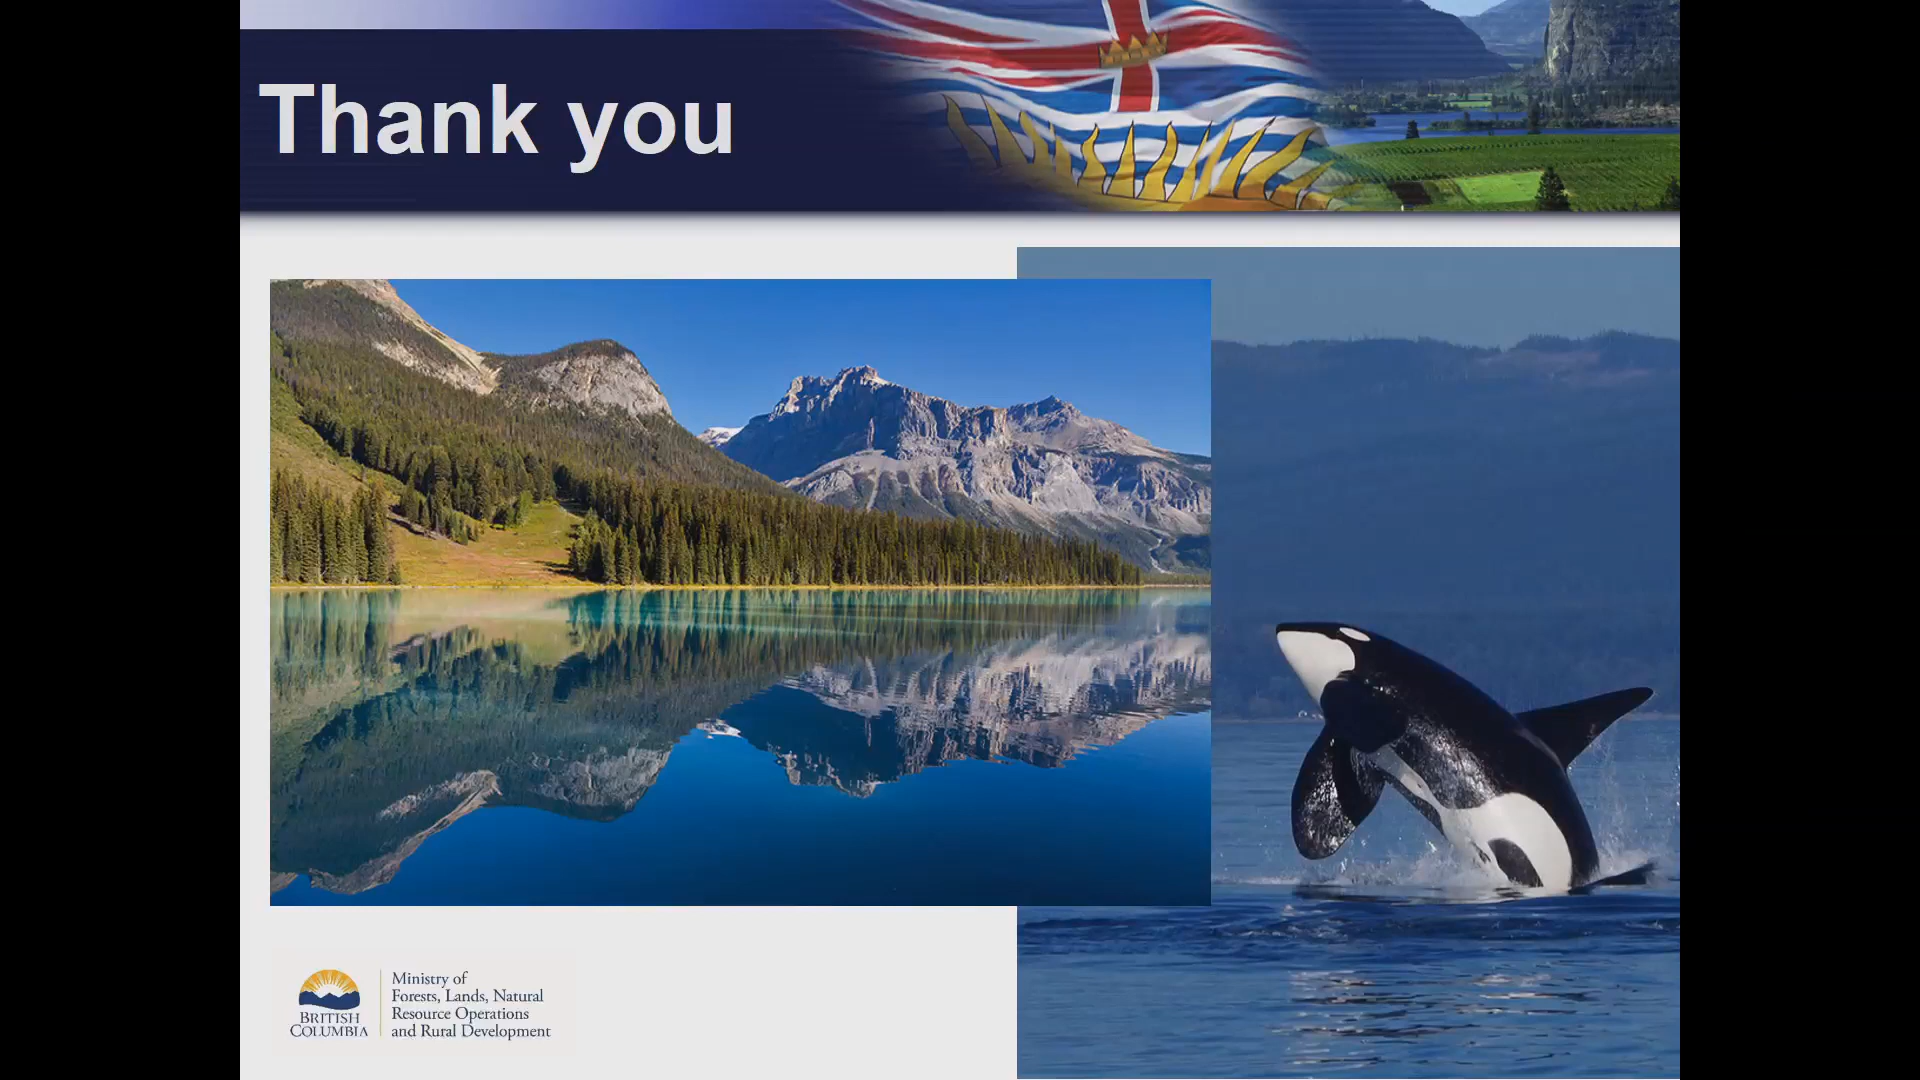 Thank you
BRITISH
COLUMBIA
Ministry of
Forests, Lands, Natural
Resource Operations
and Rural Development